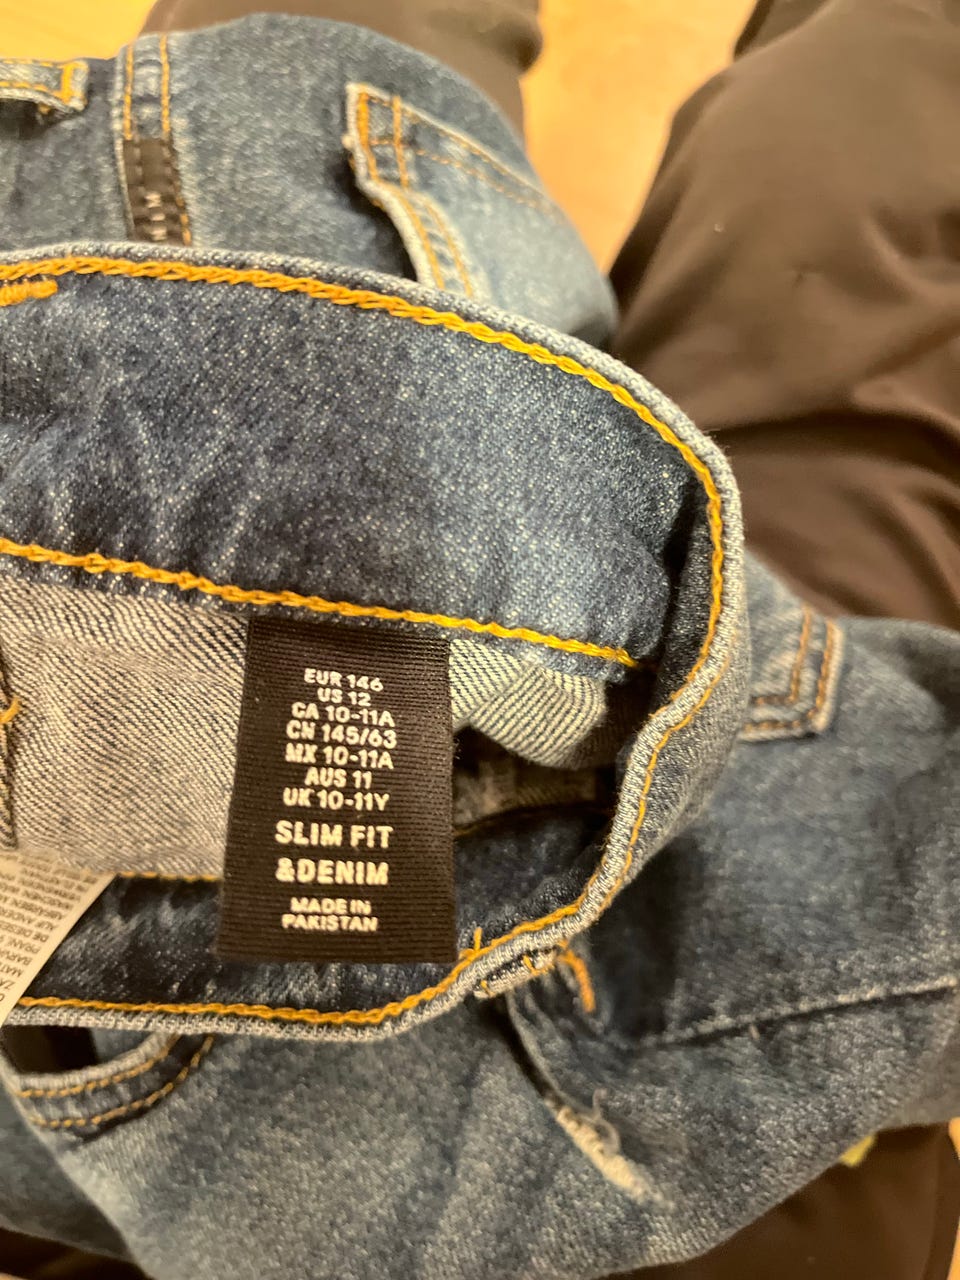 EUR 146
US 12
CA 10-11A
CN 145/63
MX 10-11A
AUS 11
UK 10-11Y
SLIM FIT
&DENIM
MADE IN
PAKISTAN